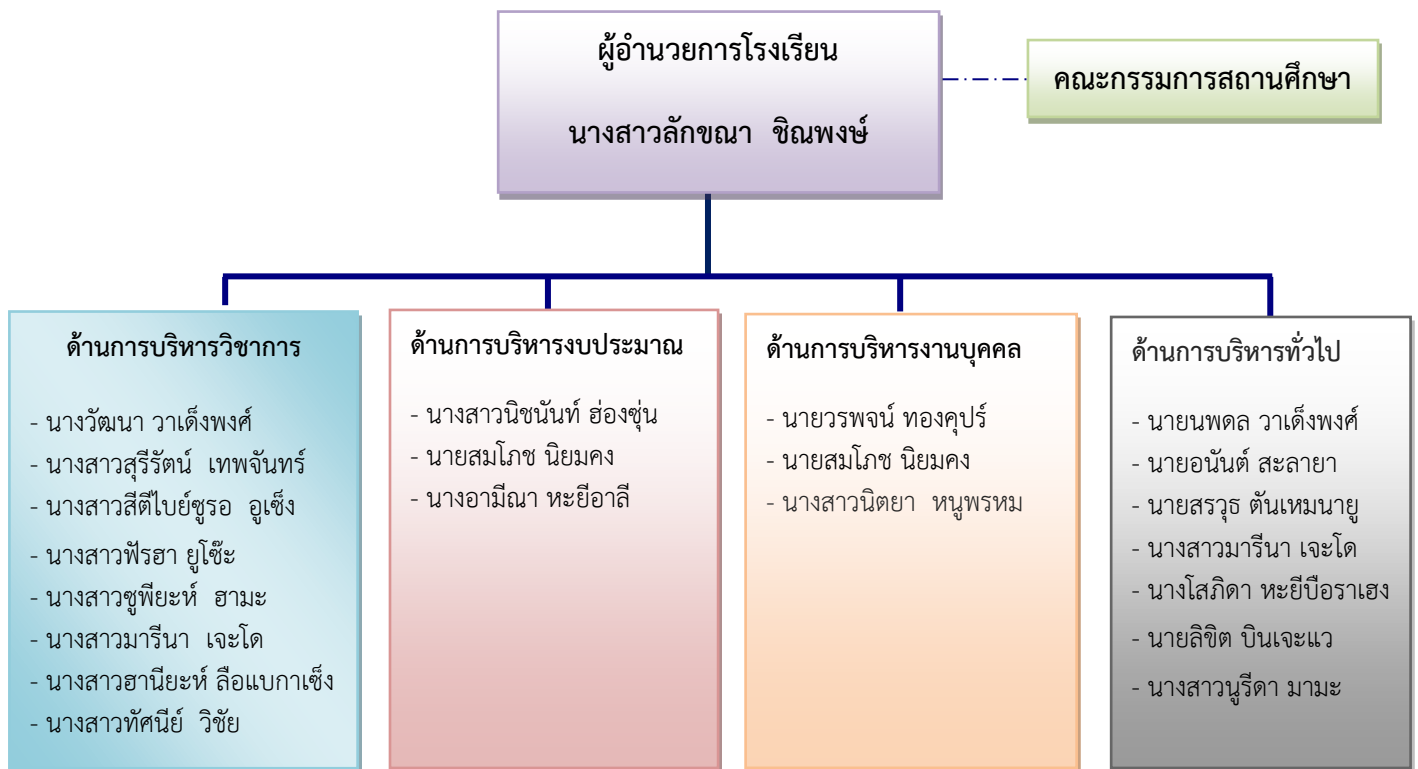 ผู้อำนวยการโรงเรียน
นางสาวลักขณา ชิณพงษ์
คณะกรรมการสถานศึกษา
ด้านการบริหารวิชาการ
- นางวัฒนา วาเด็งพงศ์
- นางสาวสุรีรัตน์ เทพจันทร์
- นางสาวสีตีไบย์ซูรอ อูเซ็ง
- นางสาวฟัรฮา ยูโซ๊ะ
- นางสาวซูพียะห์ ฮามะ
- นางสาวมารีนา เจะโด
- นางสาวฮานียะห์ ลือแบกาเซ็ง
- นางสาวทัศนีย์ วิชัย
ด้านการบริหารงบประมาณ
- นางสาวนิชนันท์ ฮ่องซุ่น
- นายสมโภช นิยมคง
- นางอามีณา หะยีอาลี
ด้านการบริหารงานบุคคล
- นายวรพจน์ ทองคุปร์
- นายสมโภช นิยมคง
- นางสาวนิตยา หนูพรหม
ด้านการบริหารทั่วไป
- นายนพดล วาเด็งพงศ์
- นายอนันต์ สะลายา
- นายสรวุธ ตันเหมนายู
- นางสาวมารีนา เจะโด
- นางโสภิดา หะยีบือราเฮง
- นายลิขิต บินเจะแว
- นางสาวนูรีดา มามะ